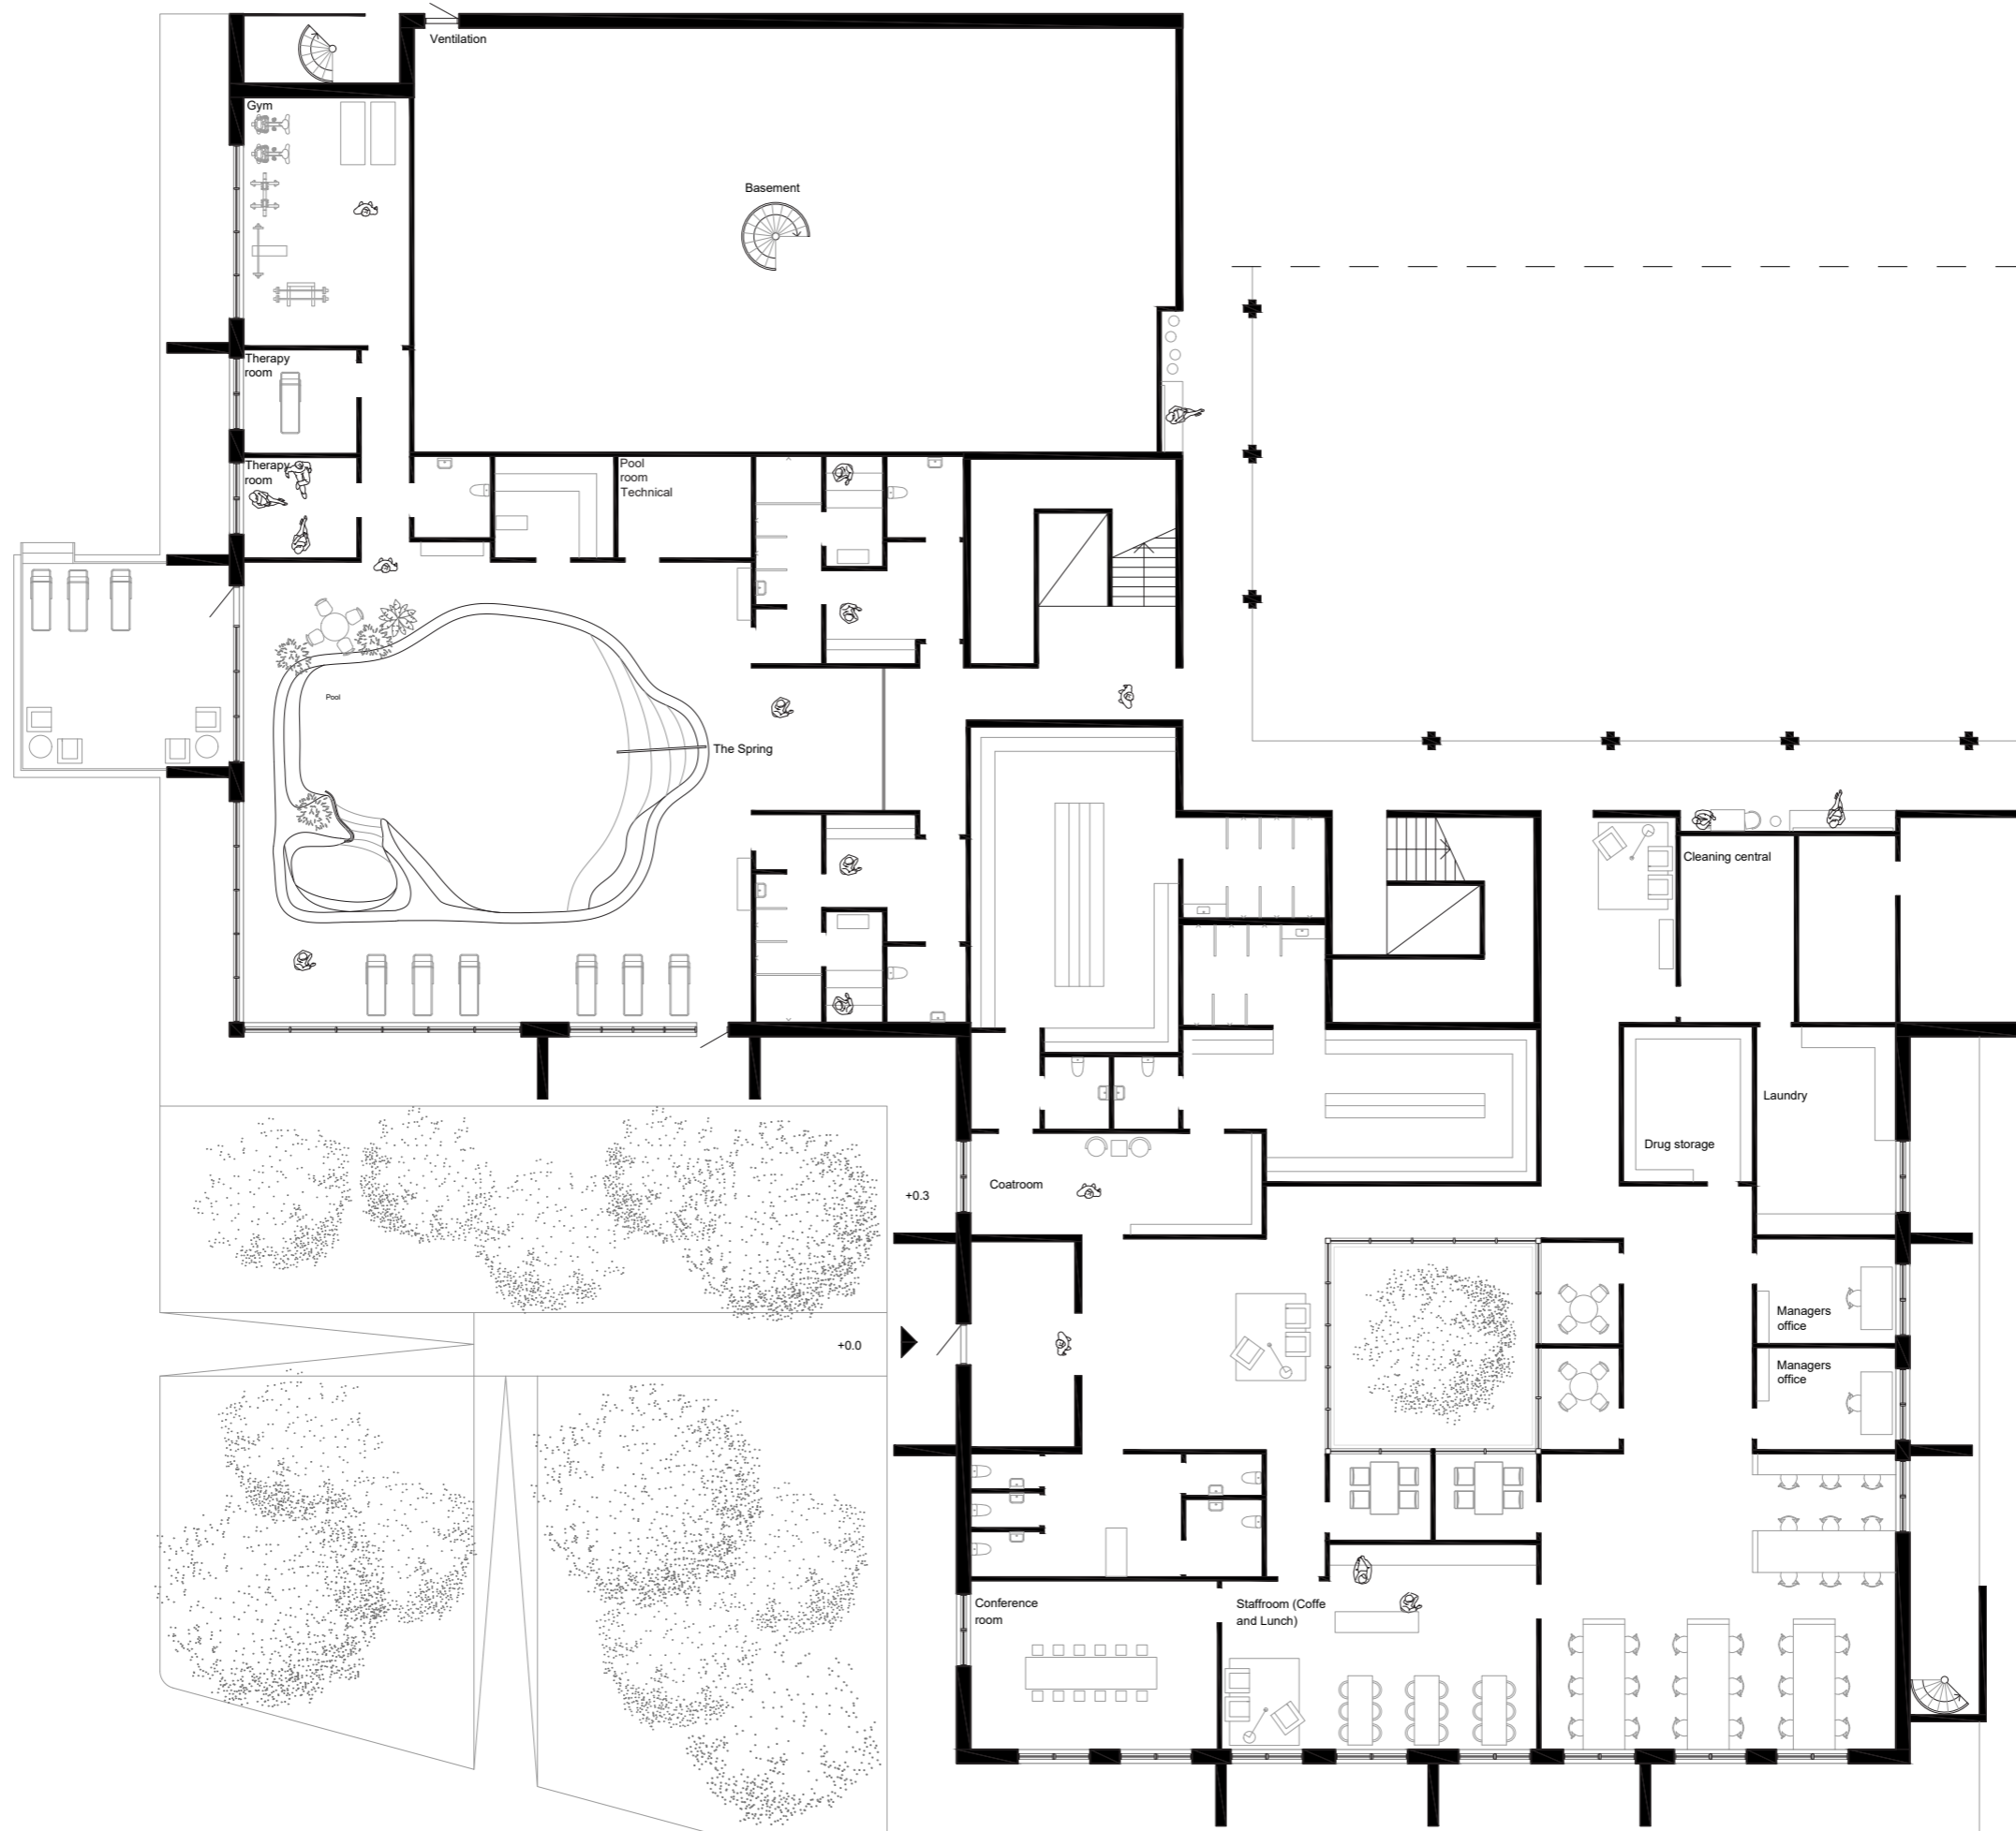 Ventilation
Gym
Basement
Therapy
room
Therapy
room
Pool
room
Technical
Pool
The Spring
Cleaning central
Laundry
Drug storage
Coatroom
+0.3
+0.0
Managers
office
Managers
office
Conference
room
Staffroom (Coffe
and Lunch)